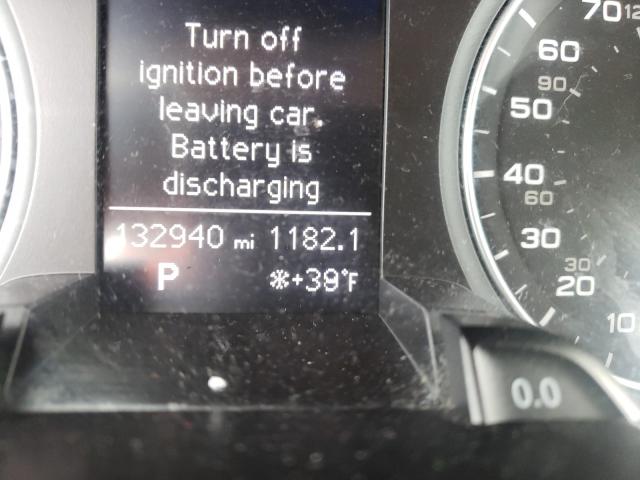 Turn off
ignition before
leaving car.
Battery is
discharging
132940 mi 1182.1
P ❄+39°F
70 12
60
90
50
40
60
30
30
20
10
0.0